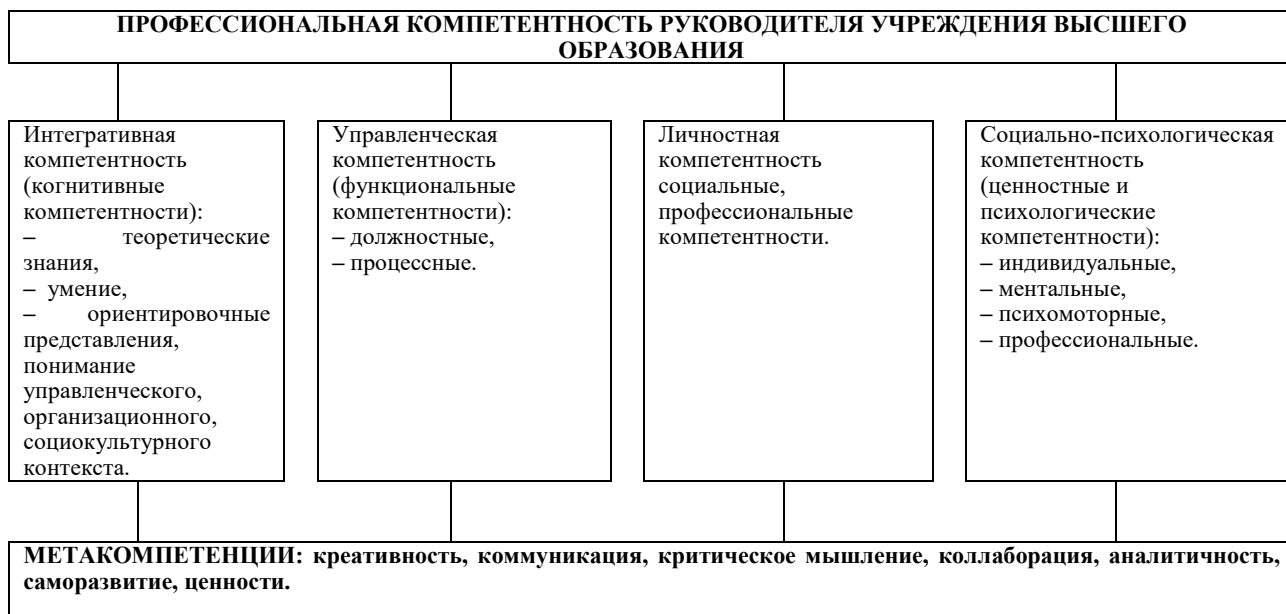 ПРОФЕССИОНАЛЬНАЯ КОМПЕТЕНТНОСТЬ РУКОВОДИТЕЛЯ УЧРЕЖДЕНИЯ ВЫСШЕГО
ОБРАЗОВАНИЯ
Интегративная
компетентность
(когнитивные
компетентности):
– теоретические
знания,
– умение,
– ориентировочные
представления,
понимание
управленческого,
организационного,
социокультурного
контекста.
Управленческая
компетентность
(функциональные
компетентности):
– должностные,
– процессные.
Личностная
компетентность
социальные,
профессиональные
компетентности.
Социально-психологическая
компетентность
(ценностные и
психологические
компетентности):
– индивидуальные,
– ментальные,
– психомоторные,
– профессиональные.
МЕТАКОМПЕТЕНЦИИ: креативность, коммуникация, критическое мышление, коллаборация, аналитичность,
саморазвитие, ценности.